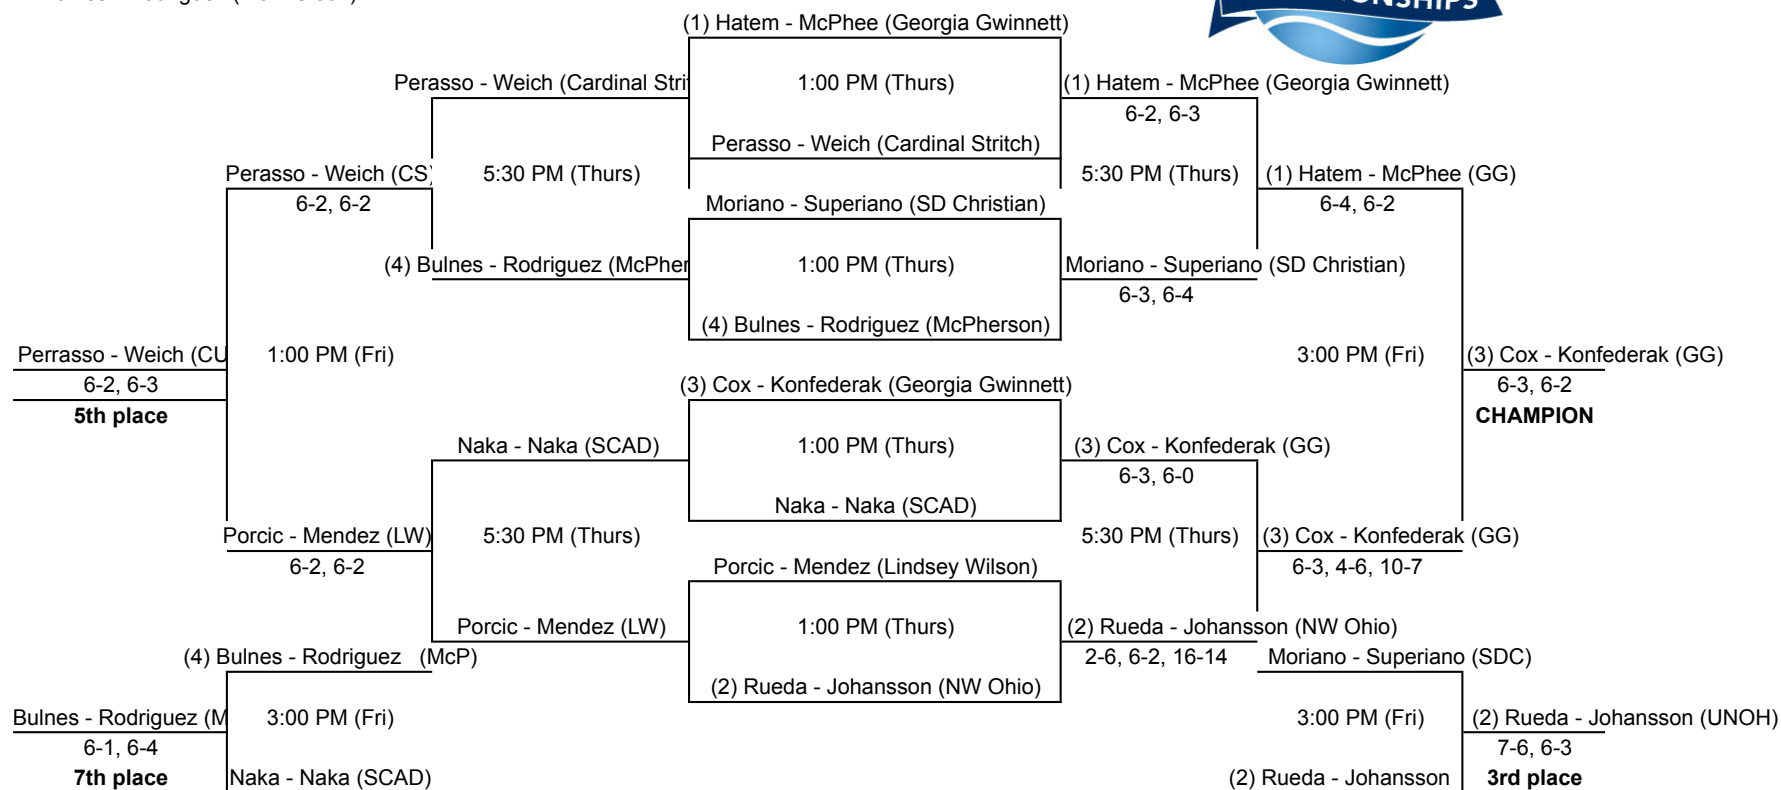 (1) Hatem - McPhee (Georgia Gwinnett)
Perasso - Weich (Cardinal Strit
1:00 PM (Thurs)
(1) Hatem - McPhee (Georgia Gwinnett)
6-2, 6-3
Perasso - Weich (Cardinal Stritch)
Perasso - Weich (CS)
5:30 PM (Thurs)
5:30 PM (Thurs)
(1) Hatem - McPhee (GG)
6-2, 6-2
Moriano - Superiano (SD Christian)
6-4, 6-2
(4) Bulnes - Rodriguez (McPher
1:00 PM (Thurs)
Moriano - Superiano (SD Christian)
6-3, 6-4
(4) Bulnes - Rodriguez (McPherson)
Perrasso - Weich (CU
1:00 PM (Fri)
3:00 PM (Fri)
(3) Cox - Konfederak (GG)
6-2, 6-3
(3) Cox - Konfederak (Georgia Gwinnett)
6-3, 6-2
5th place
CHAMPION
Naka - Naka (SCAD)
1:00 PM (Thurs)
(3) Cox - Konfederak (GG)
6-3, 6-0
Naka - Naka (SCAD)
Porcic - Mendez (LW)
5:30 PM (Thurs)
5:30 PM (Thurs)
(3) Cox - Konfederak (GG)
6-2, 6-2
Porcic - Mendez (Lindsey Wilson)
6-3, 4-6, 10-7
Porcic - Mendez (LW)
1:00 PM (Thurs)
(2) Rueda - Johansson (NW Ohio)
(4) Bulnes - Rodriguez (McP)
2-6, 6-2, 16-14
Moriano - Superiano (SDC)
(2) Rueda - Johansson (NW Ohio)
Bulnes - Rodriguez (M
3:00 PM (Fri)
3:00 PM (Fri)
(2) Rueda - Johansson (UNOH)
6-1, 6-4
7-6, 6-3
7th place
Naka - Naka (SCAD)
(2) Rueda - Johansson
3rd place